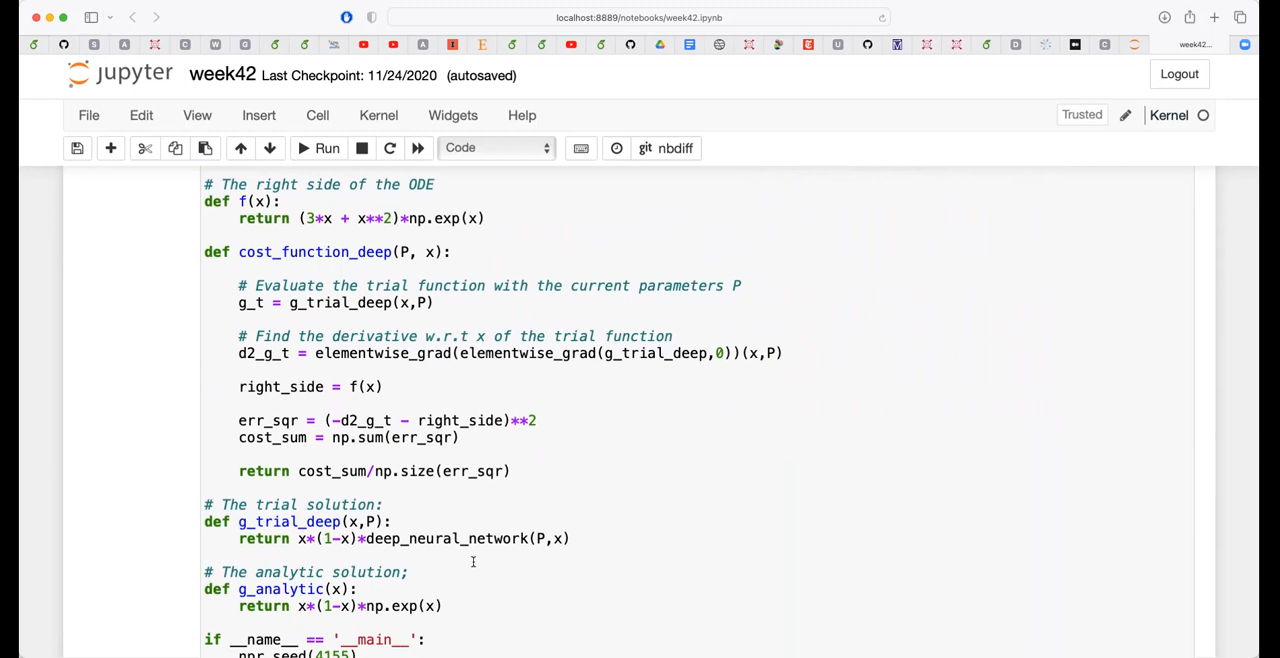 localhost:8889/notebooks/week42.ipynb
week42...
jupyter week42 Last Checkpoint: 11/24/2020 (autosaved)
Logout
File Edit View Insert Cell Kernel Widgets Help
Trusted Kernel
Run Code git nbdiff
# The right side of the ODE
def f(x):
    return (3*x + x**2)*np.exp(x)
def cost_function_deep(P, x):
    # Evaluate the trial function with the current parameters P
    g_t = g_trial_deep(x,P)
    # Find the derivative w.r.t x of the trial function
    d2_g_t = elementwise_grad(elementwise_grad(g_trial_deep,0))(x,P)
    right_side = f(x)
    err_sqr = (-d2_g_t - right_side)**2
    cost_sum = np.sum(err_sqr)
    return cost_sum/np.size(err_sqr)
# The trial solution:
def g_trial_deep(x,P):
    return x*(1-x)*deep_neural_network(P,x)
# The analytic solution;
def g_analytic(x):
    return x*(1-x)*np.exp(x)
if __name__ == '__main__':
    npr.seed(4155)